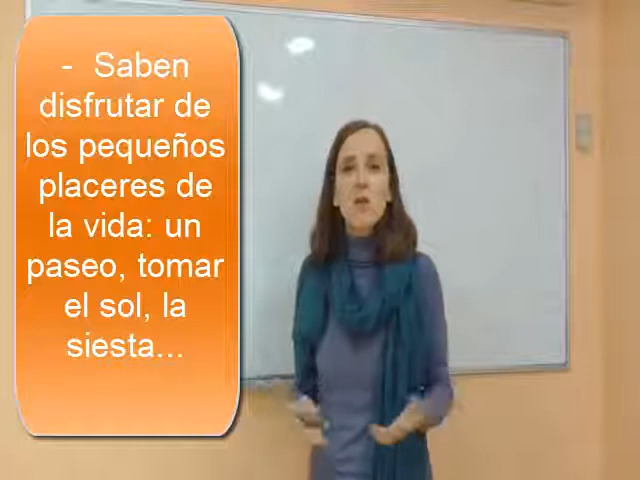 - Saben
disfrutar de
los pequeños
placeres de
la vida: un
paseo, tomar
el sol, la
siesta...